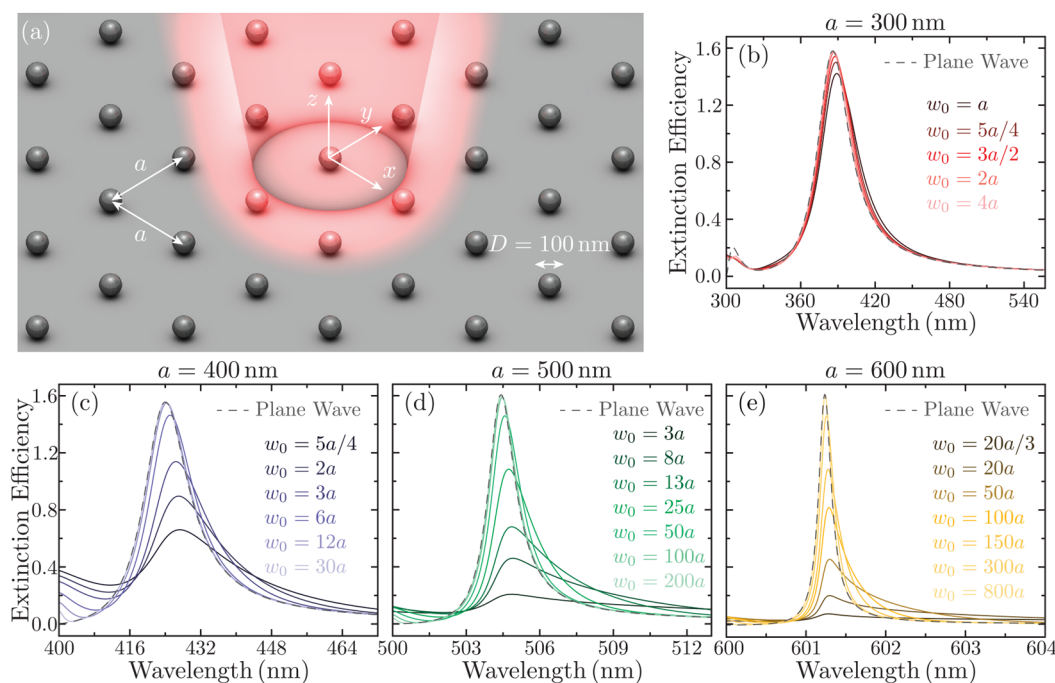 (a)
z
y
x
a
a
D = 100 nm
a = 300 nm
(b)
Plane Wave
w₀ = a
w₀ = 5a/4
w₀ = 3a/2
w₀ = 2a
w₀ = 4a
Extinction Efficiency
1.6
1.2
0.8
0.4
0.0
300 360 420 480 540
Wavelength (nm)
a = 400 nm
(c)
Plane Wave
w₀ = 5a/4
w₀ = 2a
w₀ = 3a
w₀ = 6a
w₀ = 12a
w₀ = 30a
Extinction Efficiency
1.6
1.2
0.8
0.4
0.0
400 416 432 448 464
Wavelength (nm)
a = 500 nm
(d)
Plane Wave
w₀ = 3a
w₀ = 8a
w₀ = 13a
w₀ = 25a
w₀ = 50a
w₀ = 100a
w₀ = 200a
500 503 506 509 512
Wavelength (nm)
a = 600 nm
(e)
Plane Wave
w₀ = 20a/3
w₀ = 20a
w₀ = 50a
w₀ = 100a
w₀ = 150a
w₀ = 300a
w₀ = 800a
600 601 602 603 604
Wavelength (nm)